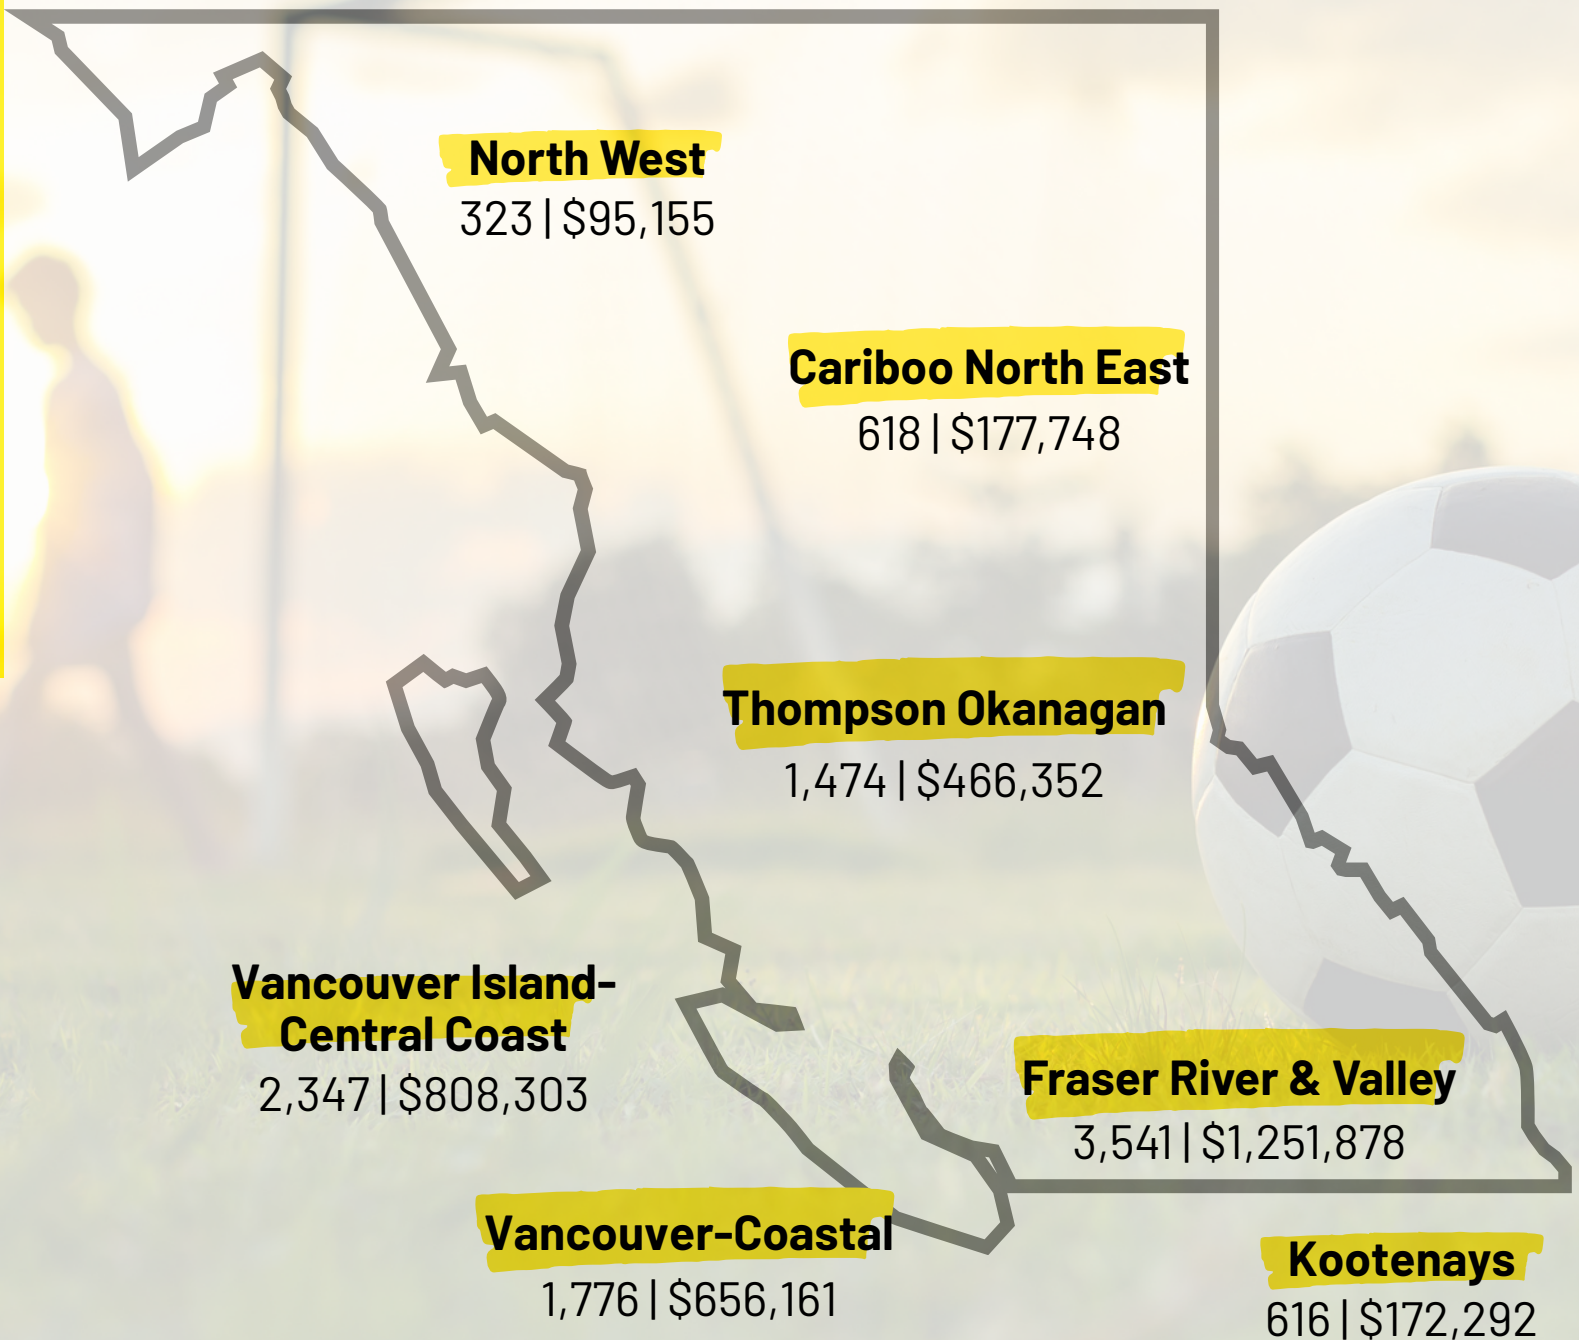 North West
323 | $95,155
Cariboo North East
618 | $177,748
Thompson Okanagan
1,474 | $466,352
Vancouver Island-
Central Coast
2,347 | $808,303
Fraser River & Valley
3,541 | $1,251,878
Vancouver-Coastal
1,776 | $656,161
Kootenays
616 | $172,292